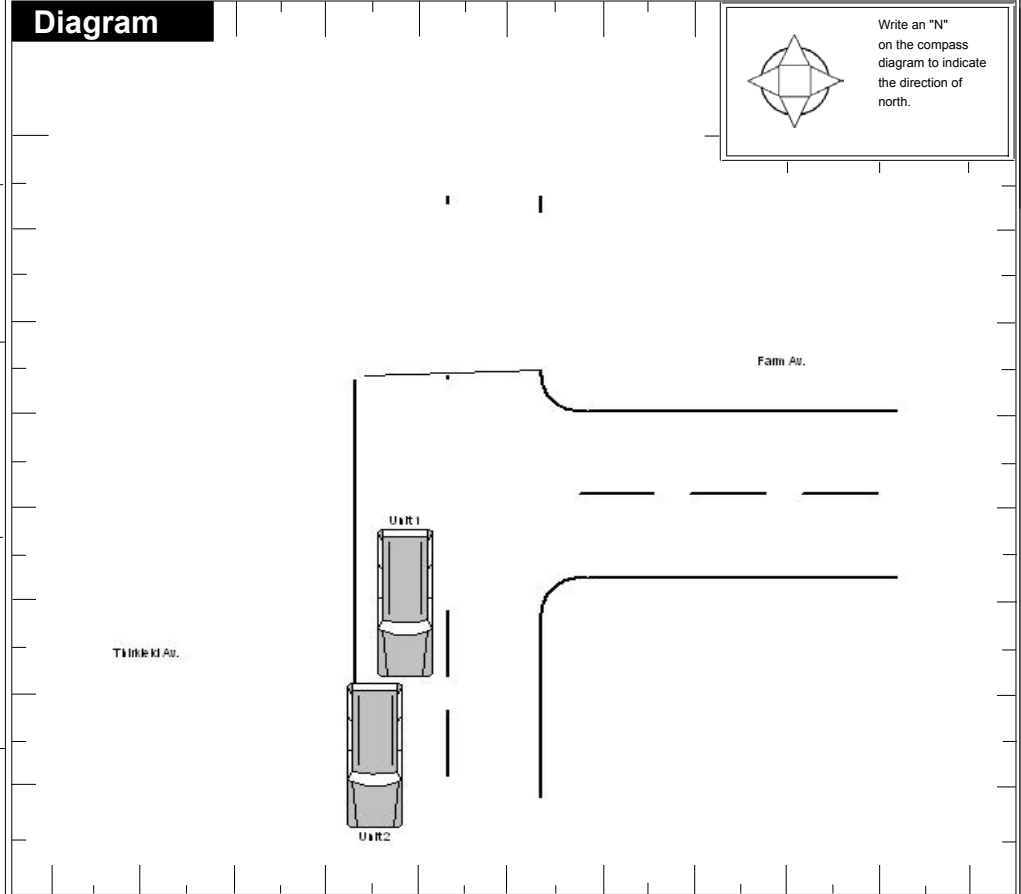 Diagram
Write an "N"
on the compass
diagram to indicate
the direction of
north.
Farm Av.
Unit 1
Thirkield Av.
Unit 2